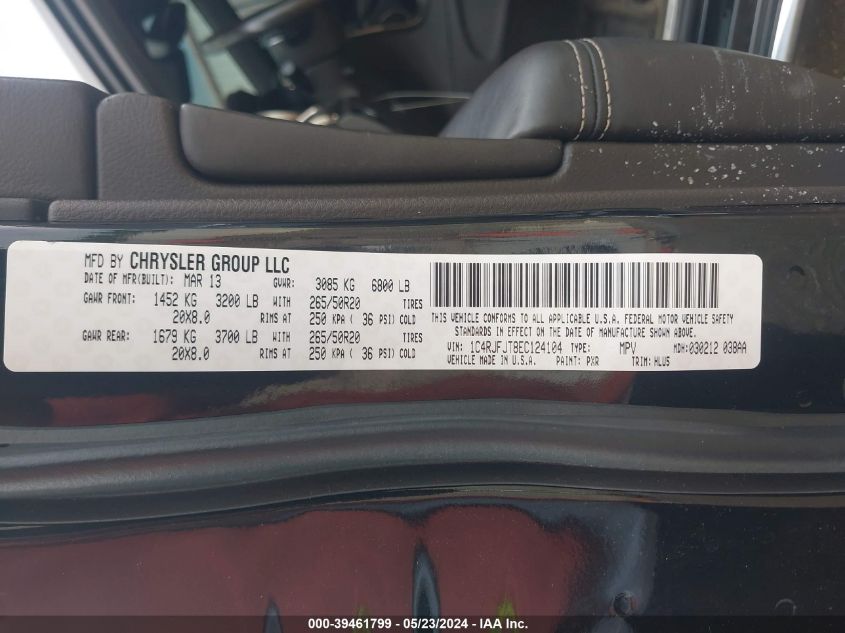 MFD BY CHRYSLER GROUP LLC
DATE OF MFR(BUILT): MAR 13 GVWR: 3085 KG 6800 LB
GAWR FRONT: 1452 KG 3200 LB WITH 265/50R20 TIRES
20X8.0 RIMS AT 250 KPA ( 36 PSI) COLD
GAWR REAR: 1679 KG 3700 LB WITH 265/50R20 TIRES
20X8.0 RIMS AT 250 KPA ( 36 PSI) COLD
THIS VEHICLE CONFORMS TO ALL APPLICABLE U.S.A. FEDERAL MOTOR VEHICLE SAFETY
STANDARDS IN EFFECT ON THE DATE OF MANUFACTURE SHOWN ABOVE.
VIN: 1C4RJFJT8EC124104 TYPE: MPV MDH: 030212 038AA
VEHICLE MADE IN U.S.A. PAINT: PXR TRIM: HLUS
000-39461799 - 05/23/2024 - IAA Inc.